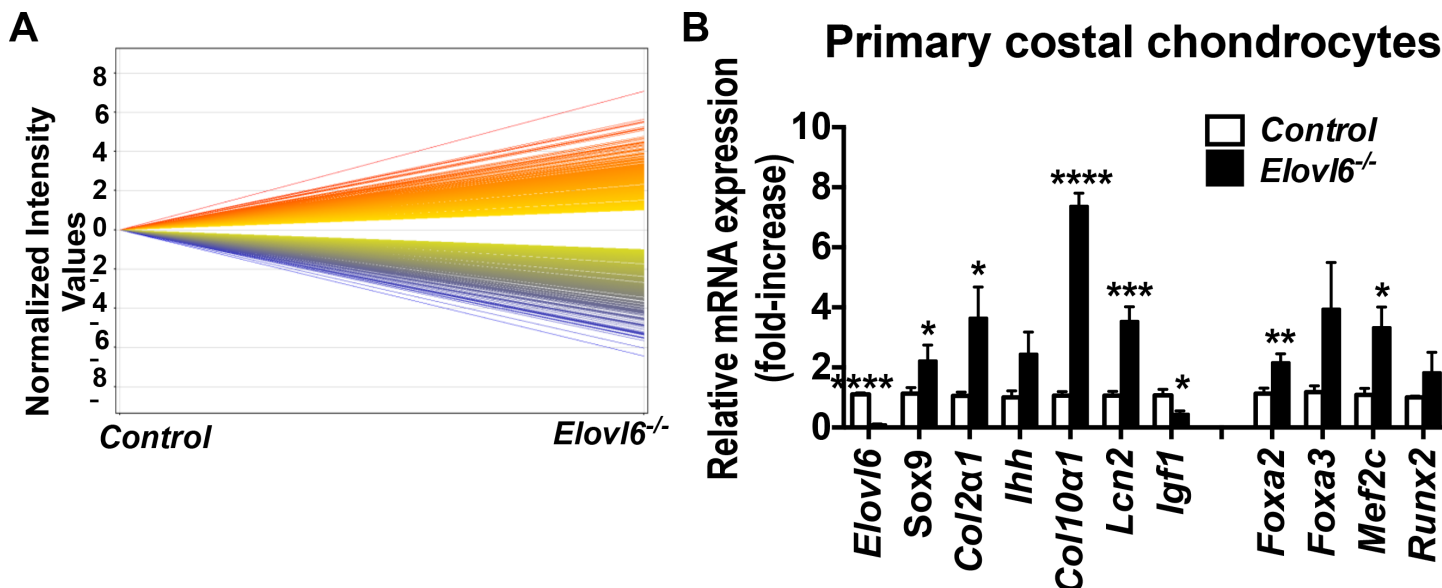 A
Normalized Intensity
Values
8
6
4
2
0
2
-
4
-
6
-
8
-
Control
Elovl6-/-
B
Primary costal chondrocytes
Relative mRNA expression
(fold-increase)
Control
Elovl6-/-
10
8
6
4
2
0
****
*
*
****
***
*
**
*
Elovl6
Sox9
Col2α1
Ihh
Col10α1
Lcn2
Igf1
Foxa2
Foxa3
Mef2c
Runx2